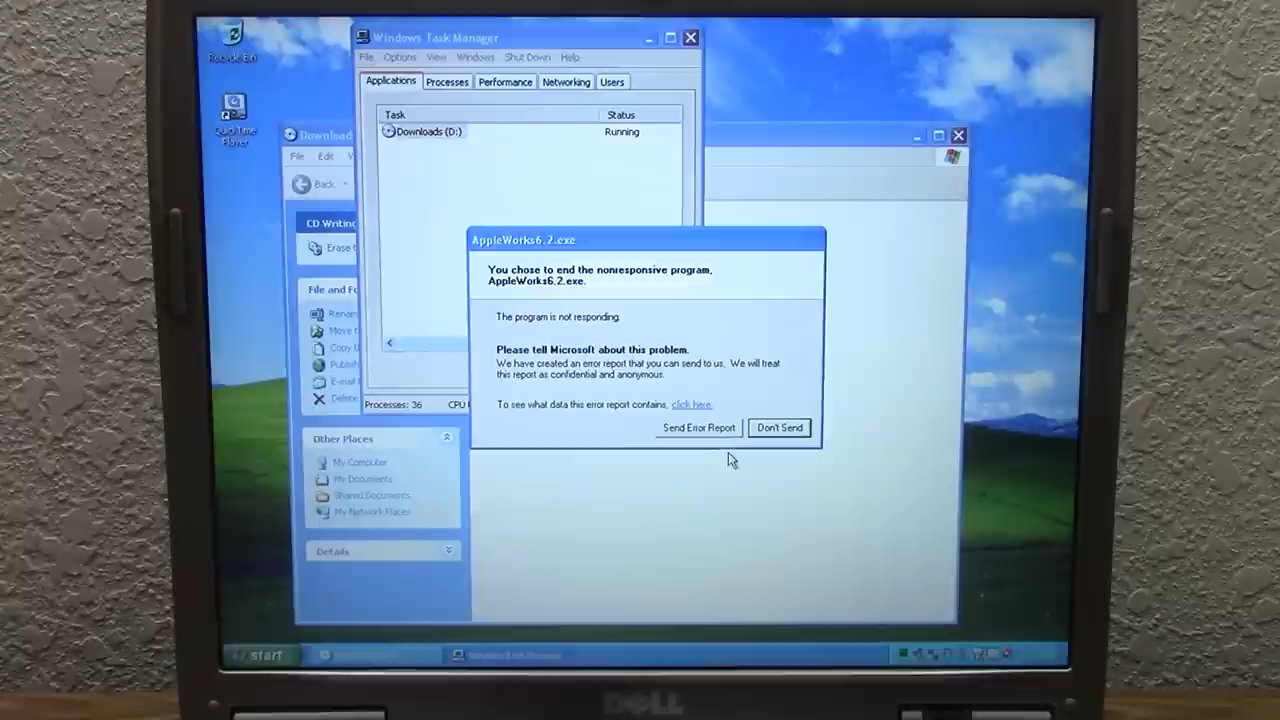 Recycle Bin
QuickTime
Player
Windows Task Manager
File Options View Windows Shut Down Help
Applications Processes Performance Networking Users
Task Status
Downloads (D:) Running
Processes: 36 CPU
Download
File Edit V
Back
CD Writing
Erase t
File and Fo
Renam
Move t
Copy t
Publish
E-mail
Delete
Other Places
My Computer
My Documents
Shared Documents
My Network Places
Details
AppleWorks6.2.exe
You chose to end the nonresponsive program,
AppleWorks6.2.exe.
The program is not responding.
Please tell Microsoft about this problem.
We have created an error report that you can send to us. We will treat
this report as confidential and anonymous.
To see what data this error report contains, click here.
Send Error Report Don't Send
start
DELL